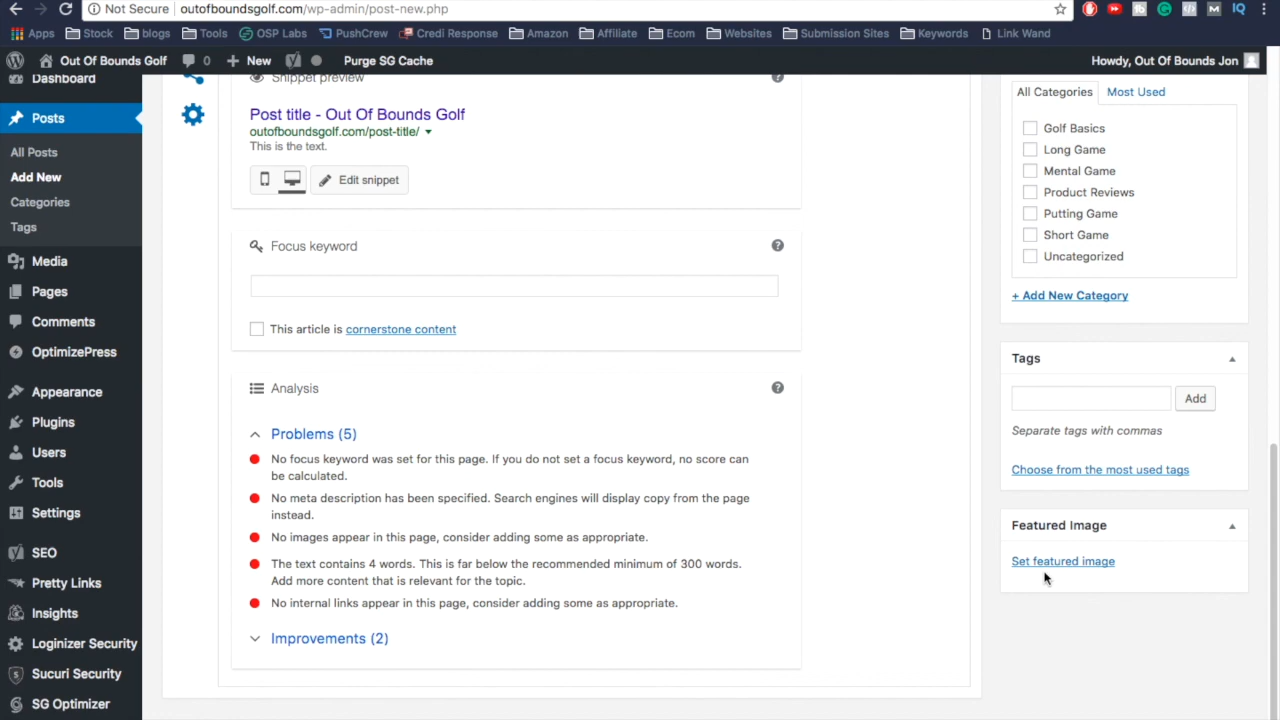 Not Secure outofboundsgolf.com/wp-admin/post-new.php
Apps Stock blogs Tools OSP Labs PushCrew Credi Response Amazon Affiliate Ecom Websites Submission Sites Keywords Link Wand
Out Of Bounds Golf 0 New Purge SG Cache Howdy, Out Of Bounds Jon
Dashboard
Posts
All Posts
Add New
Categories
Tags
Media
Pages
Comments
OptimizePress
Appearance
Plugins
Users
Tools
Settings
SEO
Pretty Links
Insights
Loginizer Security
Sucuri Security
SG Optimizer
Snippet preview
Post title - Out Of Bounds Golf
outofboundsgolf.com/post-title/
This is the text.
Edit snippet
Focus keyword
This article is cornerstone content
Analysis
Problems (5)
No focus keyword was set for this page. If you do not set a focus keyword, no score can
be calculated.
No meta description has been specified. Search engines will display copy from the page
instead.
No images appear in this page, consider adding some as appropriate.
The text contains 4 words. This is far below the recommended minimum of 300 words.
Add more content that is relevant for the topic.
No internal links appear in this page, consider adding some as appropriate.
Improvements (2)
All Categories Most Used
Golf Basics
Long Game
Mental Game
Product Reviews
Putting Game
Short Game
Uncategorized
+ Add New Category
Tags
Add
Separate tags with commas
Choose from the most used tags
Featured Image
Set featured image